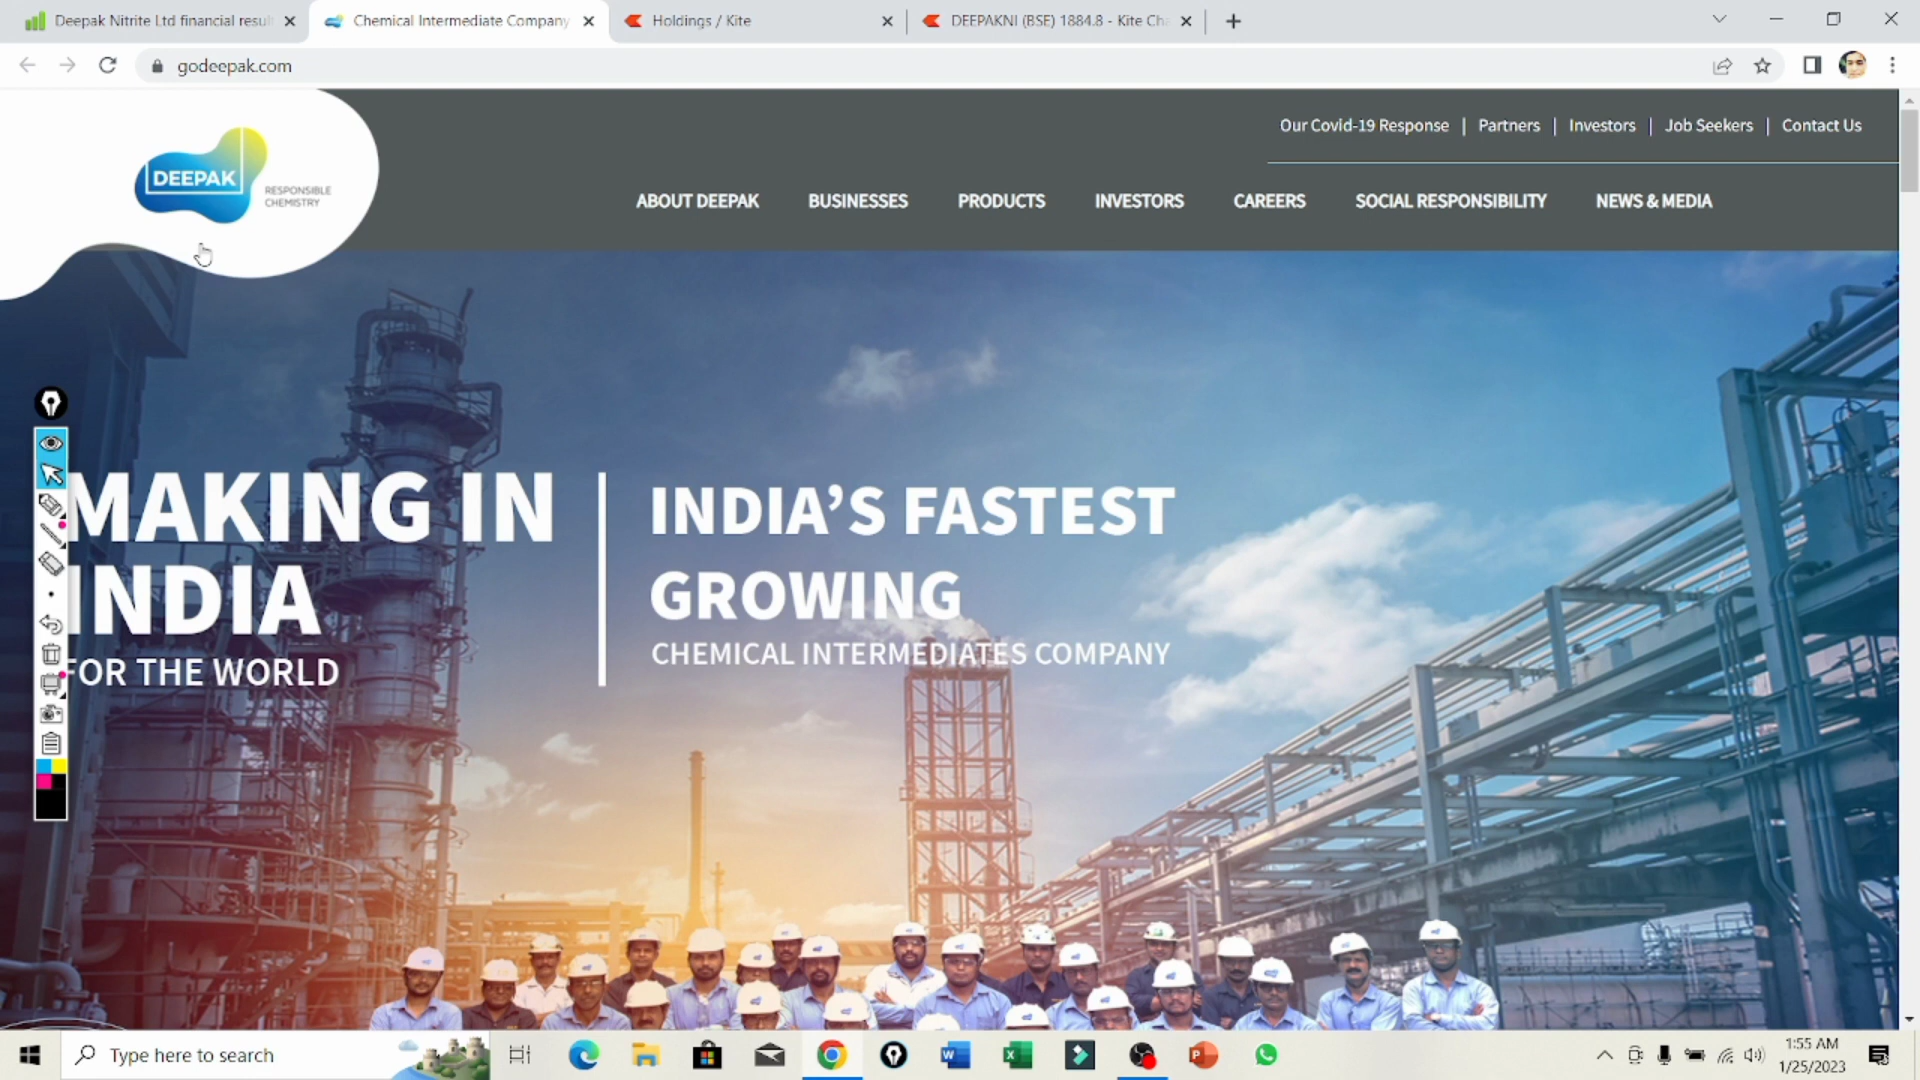 Deepak Nitrite Ltd financial resul
Chemical Intermediate Company
Holdings / Kite
DEEPAKNI (BSE) 1884.8 - Kite Cha
godeepak.com
Our Covid-19 Response | Partners | Investors | Job Seekers | Contact Us
DEEPAK
RESPONSIBLE
CHEMISTRY
ABOUT DEEPAK BUSINESSES PRODUCTS INVESTORS CAREERS SOCIAL RESPONSIBILITY NEWS & MEDIA
MAKING IN
INDIA
FOR THE WORLD
INDIA'S FASTEST
GROWING
CHEMICAL INTERMEDIATES COMPANY
Type here to search
1:55 AM
1/25/2023